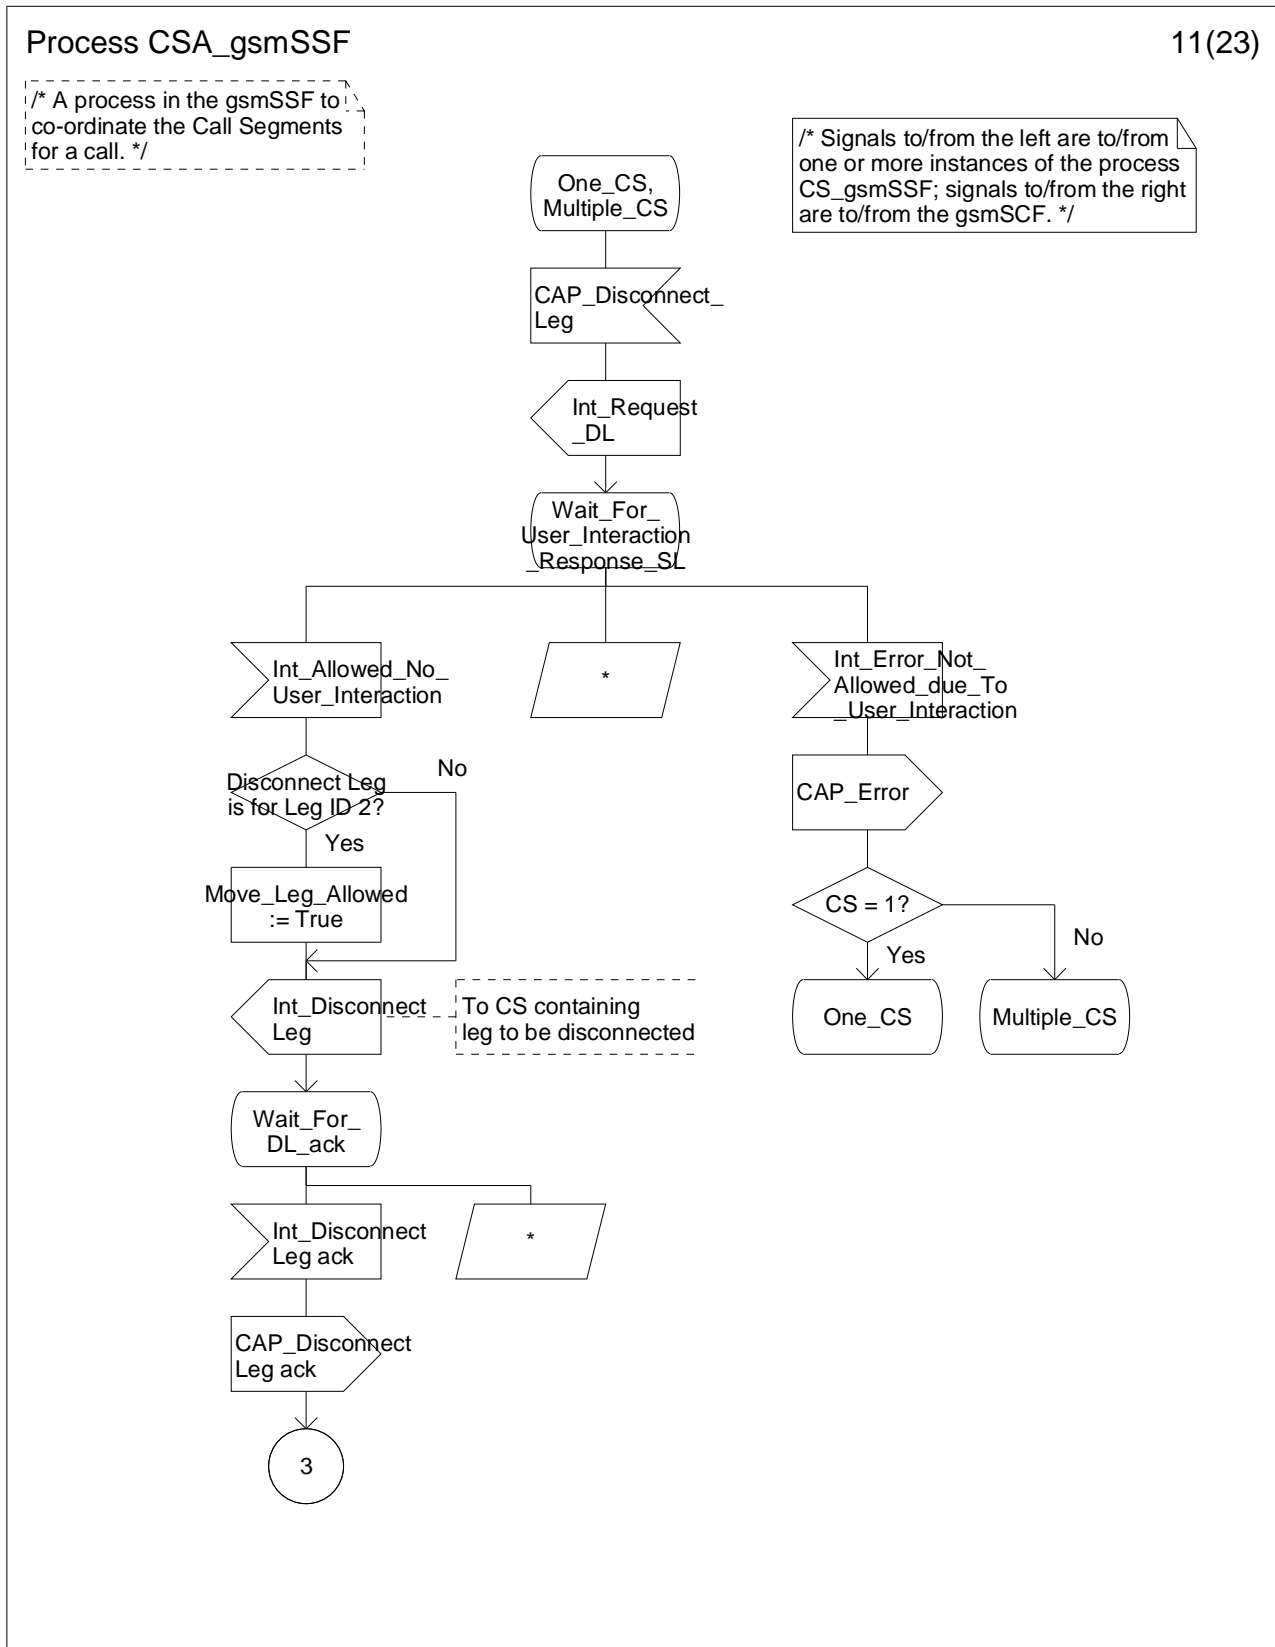 Process CSA_gsmSSF
11(23)
/* A process in the gsmSSF to
co-ordinate the Call Segments
for a call. */
/* Signals to/from the left are to/from
one or more instances of the process
CS_gsmSSF; signals to/from the right
are to/from the gsmSCF. */
One_CS,
Multiple_CS
CAP_Disconnect_
Leg
Int_Request
_DL
Wait_For_
User_Interaction
_Response_SL
Int_Allowed_No_
User_Interaction
*
Int_Error_Not_
Allowed_due_To
_User_Interaction
Disconnect Leg
is for Leg ID 2?
No
Yes
CAP_Error
Move_Leg_Allowed
:= True
CS = 1?
No
Yes
Int_Disconnect
Leg
To CS containing
leg to be disconnected
One_CS
Multiple_CS
Wait_For_
DL_ack
Int_Disconnect
Leg ack
*
CAP_Disconnect
Leg ack
3